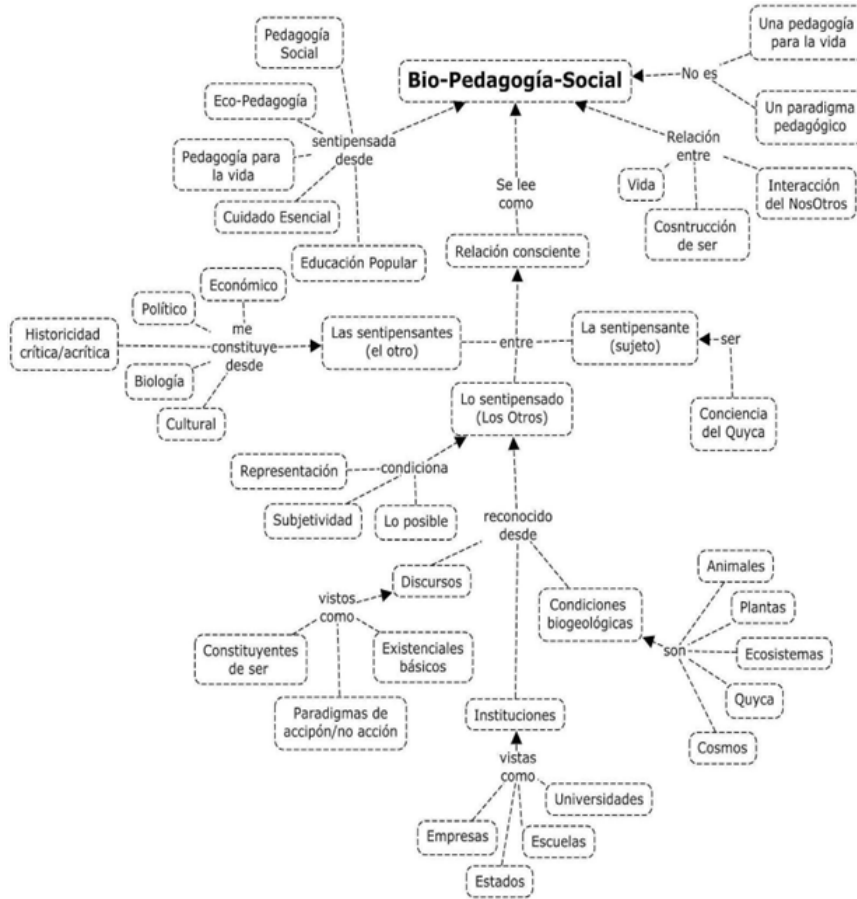 Bio-Pedagogía-Social
No es
Una pedagogía
para la vida
Un paradigma
pedagógico
Pedagogía
Social
Eco-Pedagogía
Pedagogía para
la vida
Cuidado Esencial
Educación Popular
sentipensada
desde
Se lee
como
Relación
entre
Vida
Cosntrucción
de ser
Interacción
del NosOtros
Relación consciente
Económico
Político
Historicidad
crítica/acrítica
Biología
Cultural
me
constituye
desde
Las sentipensantes
(el otro)
entre
La sentipensante
(sujeto)
ser
Conciencia
del Quyca
Lo sentipensado
(Los Otros)
Representación
condiciona
Subjetividad
Lo posible
reconocido
desde
Discursos
vistos
como
Constituyentes
de ser
Existenciales
básicos
Paradigmas de
accipón/no acción
Condiciones
biogeológicas
son
Animales
Plantas
Ecosistemas
Quyca
Cosmos
Instituciones
vistas
como
Universidades
Empresas
Escuelas
Estados